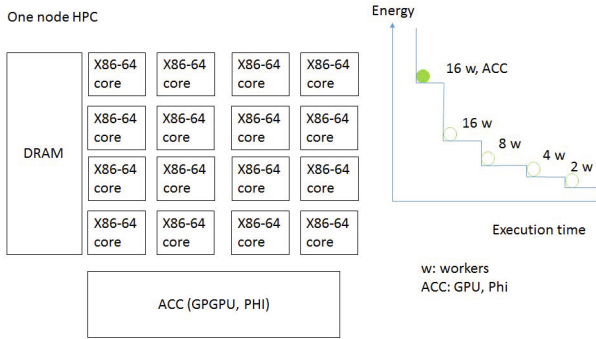 One node HPC
DRAM
X86-64
core
X86-64
core
X86-64
core
X86-64
core
X86-64
core
X86-64
core
X86-64
core
X86-64
core
X86-64
core
X86-64
core
X86-64
core
X86-64
core
X86-64
core
X86-64
core
X86-64
core
X86-64
core
ACC (GPGPU, PHI)
Energy
16 w, ACC
16 w
8 w
4 w
2 w
Execution time
w: workers
ACC: GPU, Phi